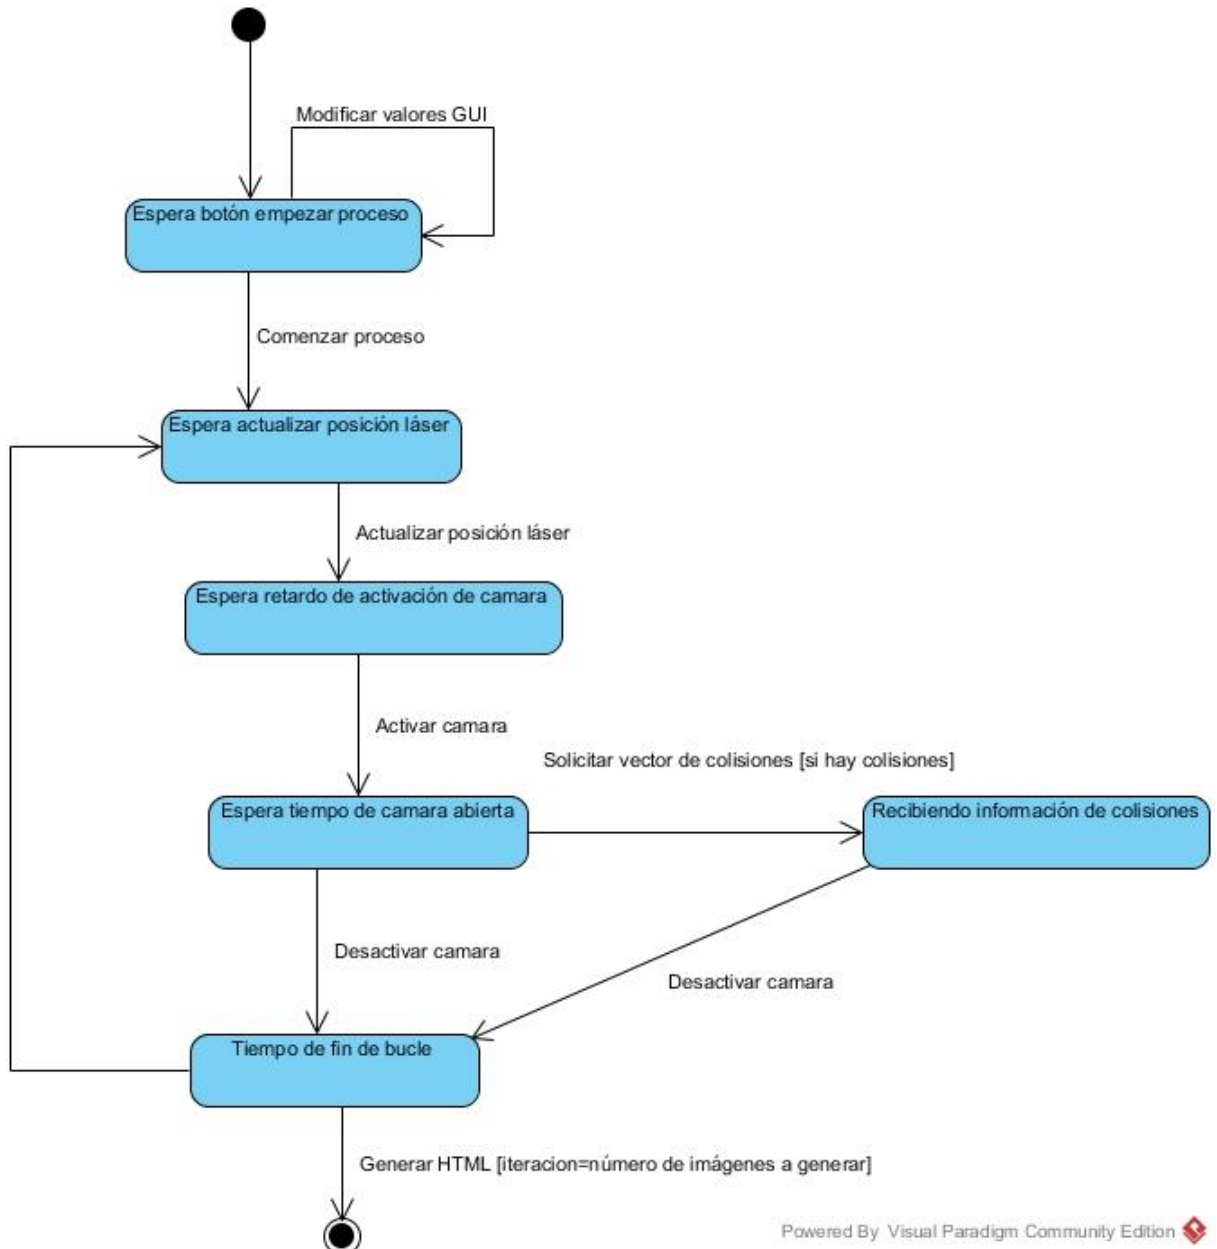 Modificar valores GUI
Espera botón empezar proceso
Comenzar proceso
Espera actualizar posición láser
Actualizar posición láser
Espera retardo de activación de camara
Activar camara
Solicitar vector de colisiones [si hay colisiones]
Espera tiempo de camara abierta
Recibiendo información de colisiones
Desactivar camara
Desactivar camara
Tiempo de fin de bucle
Generar HTML [iteracion=número de imágenes a generar]
Powered By Visual Paradigm Community Edition